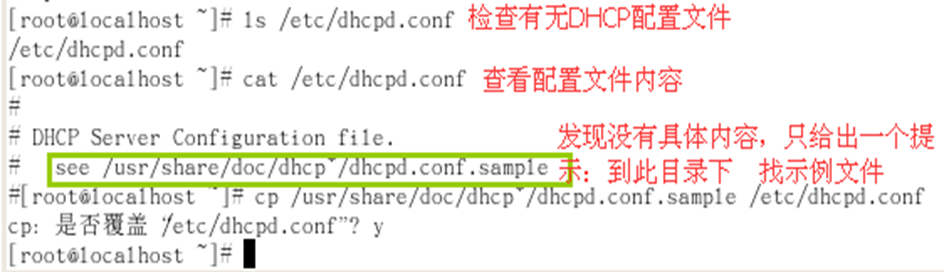 [root@localhost ~]# ls /etc/dhcpd.conf 检查有无DHCP配置文件
/etc/dhcpd.conf
[root@localhost ~]# cat /etc/dhcpd.conf 查看配置文件内容
#
# DHCP Server Configuration file. 发现没有具体内容，只给出一个提
#   see /usr/share/doc/dhcp*/dhcpd.conf.sample 示：到此目录下 找示例文件
#[root@localhost ~]# cp /usr/share/doc/dhcp*/dhcpd.conf.sample /etc/dhcpd.conf
cp：是否覆盖“/etc/dhcpd.conf”? y
[root@localhost ~]#